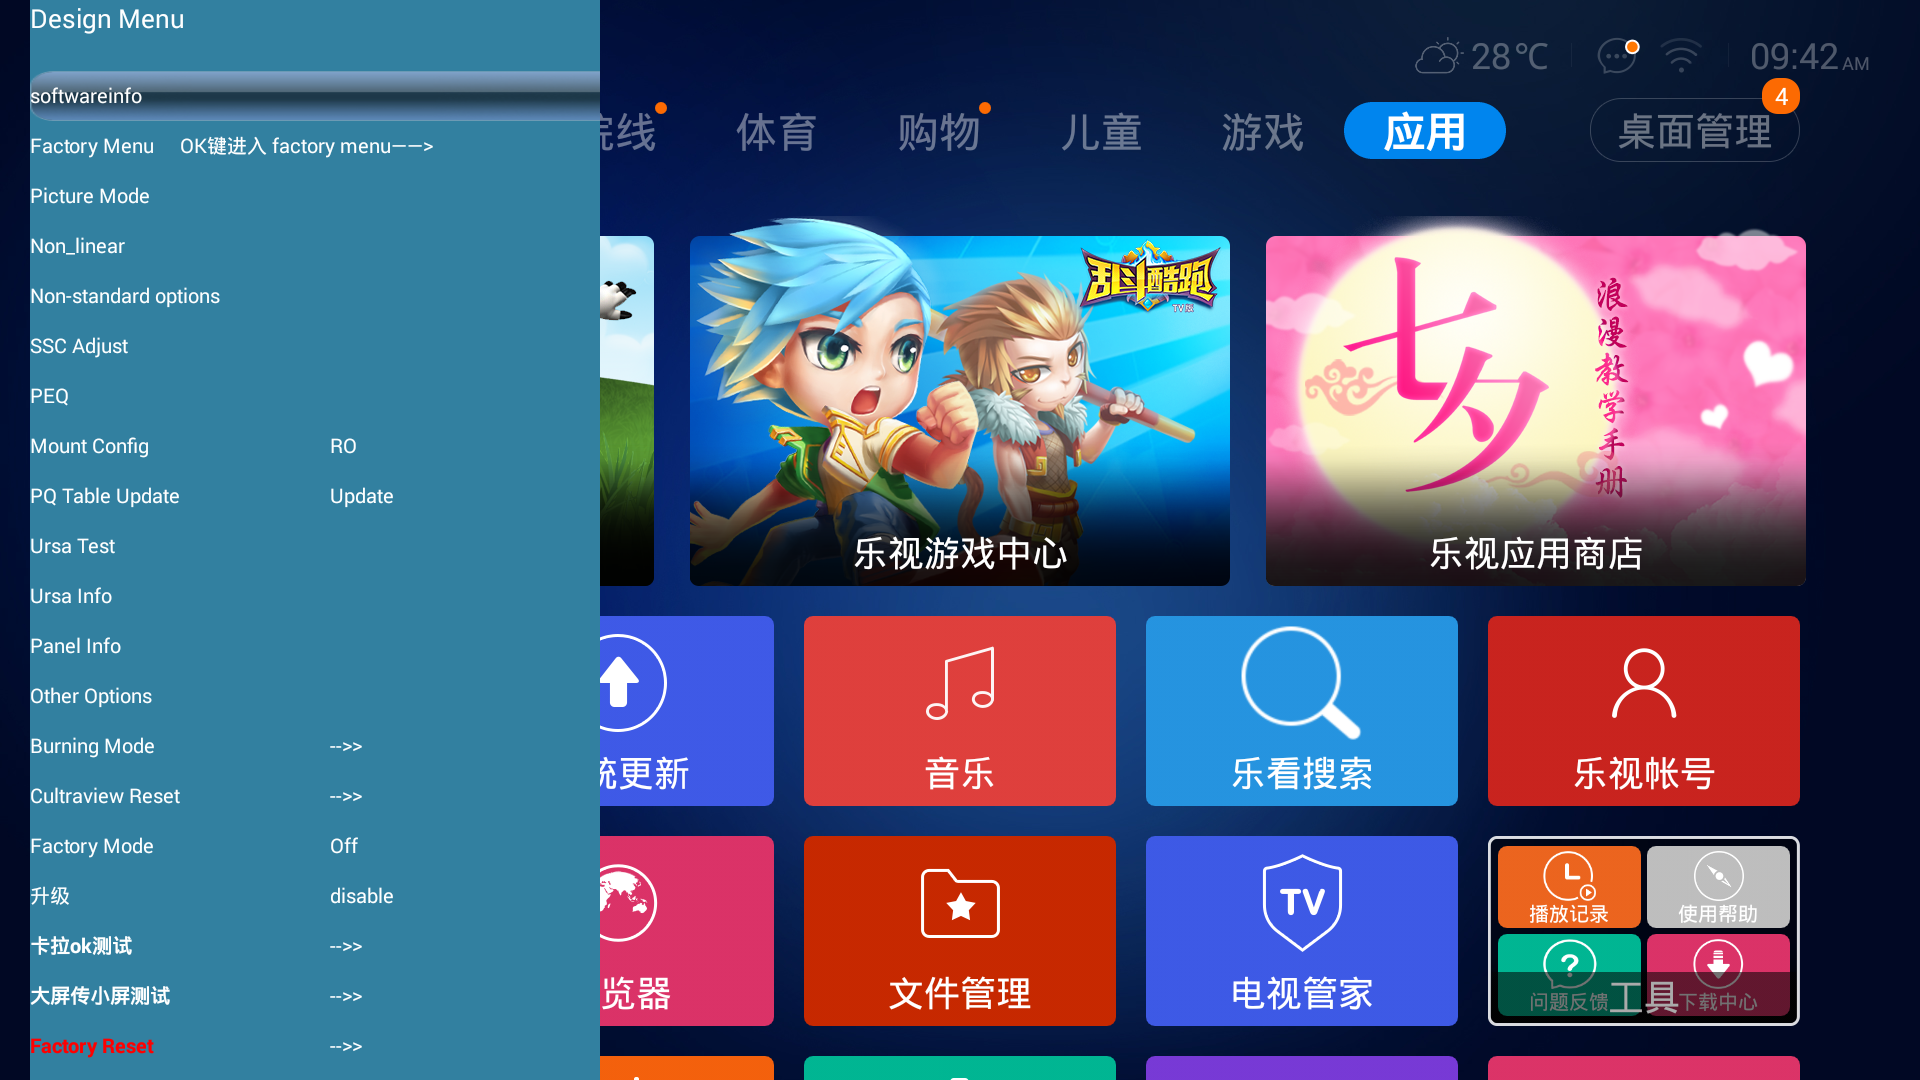 Design Menu
softwareinfo
Factory Menu OK键进入 factory menu——>
Picture Mode
Non_linear
Non-standard options
SSC Adjust
PEQ
Mount Config RO
PQ Table Update Update
Ursa Test
Ursa Info
Panel Info
Other Options
Burning Mode -->>
Cultraview Reset -->>
Factory Mode Off
升级 disable
卡拉ok测试 -->>
大屏传小屏测试 -->>
Factory Reset -->>
28℃ 09:42 AM
线 体育 购物 儿童 游戏 应用 桌面管理 4
乱斗酷跑
乐视游戏中心
七夕
浪漫教学手册
乐视应用商店
更新 音乐 乐看搜索 乐视帐号
TV
览器 文件管理 电视管家
播放记录 使用帮助
?
问题反馈 工具 下载中心